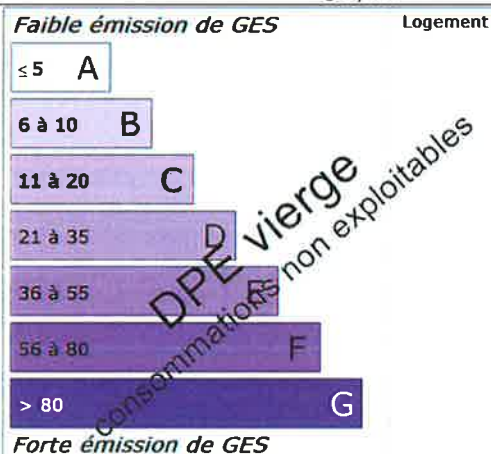 Faible émission de GES
Logement
≤ 5 A
6 à 10 B
11 à 20 C
21 à 35 D
36 à 55 E
56 à 80 F
> 80 G
Forte émission de GES
DPE vierge
consommations non exploitables